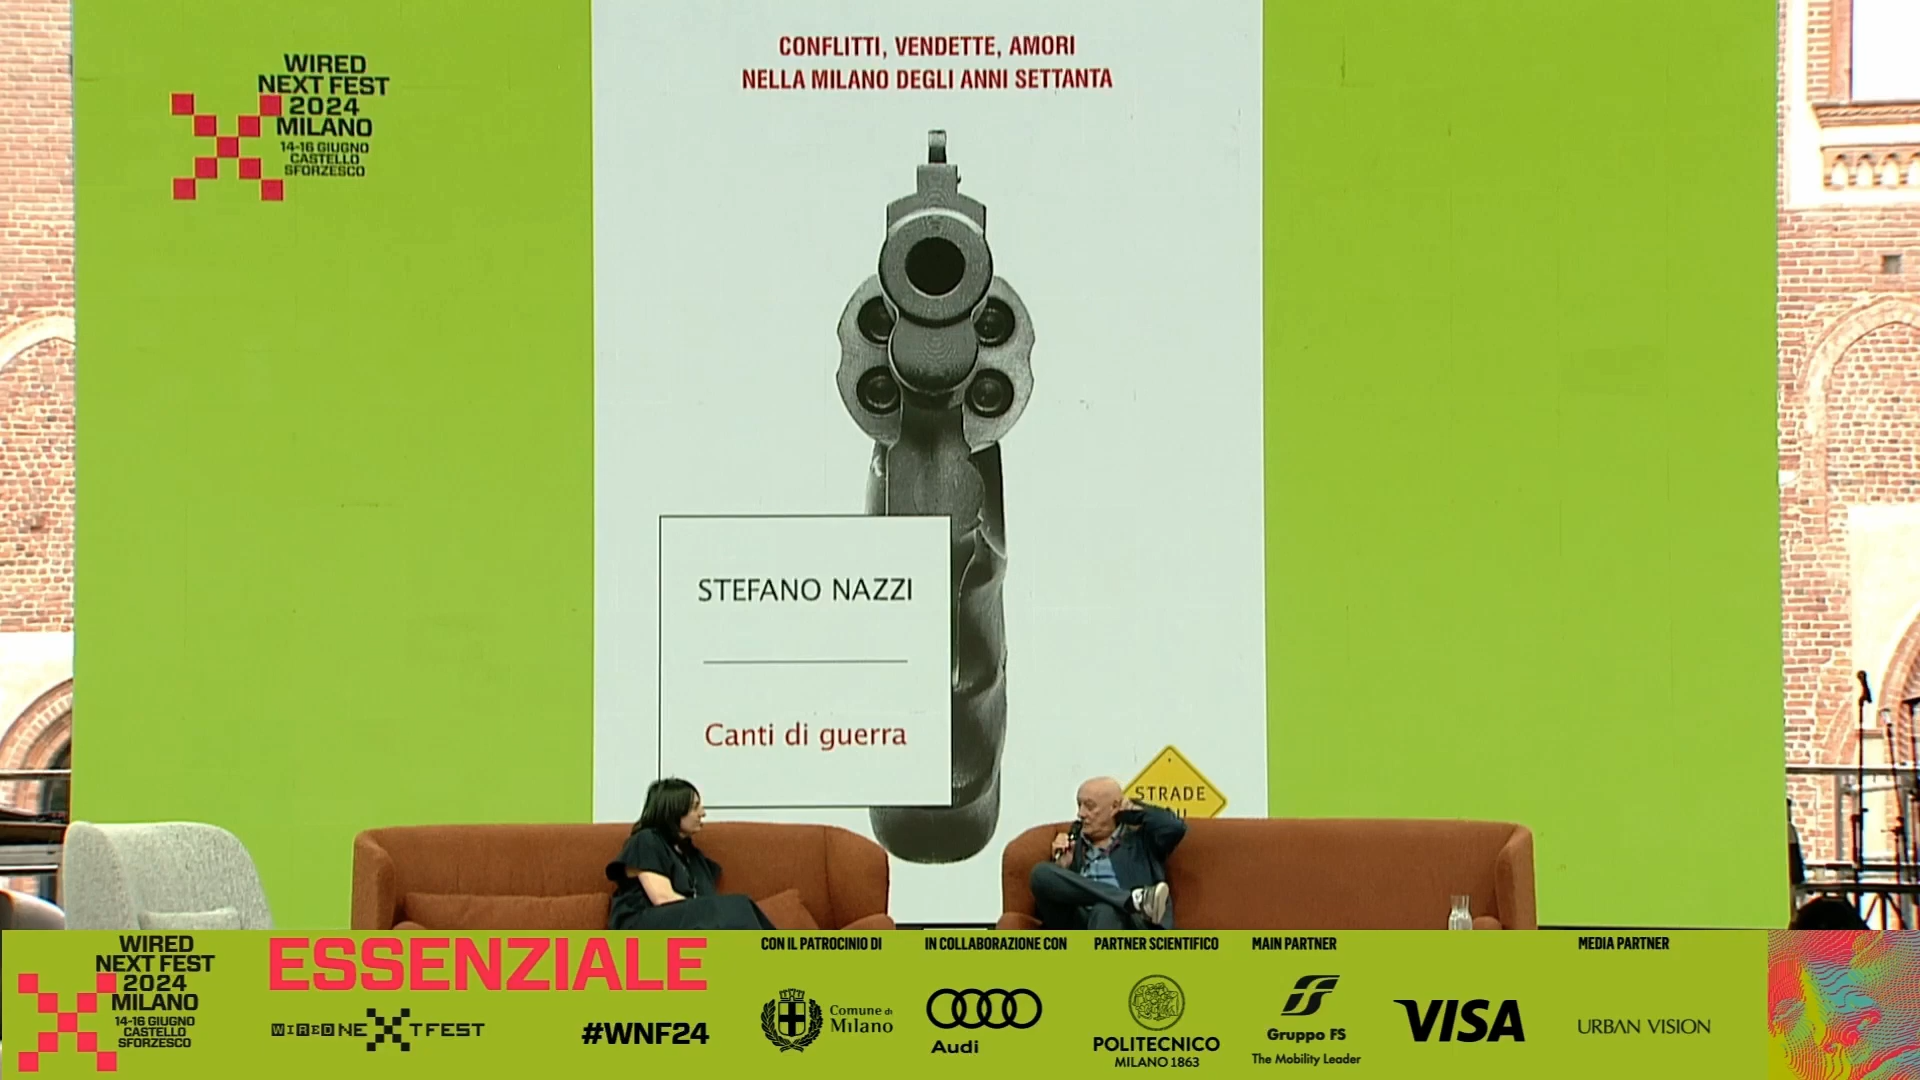 WIRED
NEXT FEST
2024
MILANO
14-16 GIUGNO
CASTELLO
SFORZESCO
CONFLITTI, VENDETTE, AMORI
NELLA MILANO DEGLI ANNI SETTANTA
STEFANO NAZZI
Canti di guerra
STRADE
WIRED
NEXT FEST
2024
MILANO
14-16 GIUGNO
CASTELLO
SFORZESCO
ESSENZIALE
WIRED NEXT FEST
#WNF24
CON IL PATROCINIO DI
Comune di
Milano
IN COLLABORAZIONE CON
Audi
PARTNER SCIENTIFICO
POLITECNICO
MILANO 1863
MAIN PARTNER
Gruppo FS
The Mobility Leader
VISA
MEDIA PARTNER
URBAN VISION